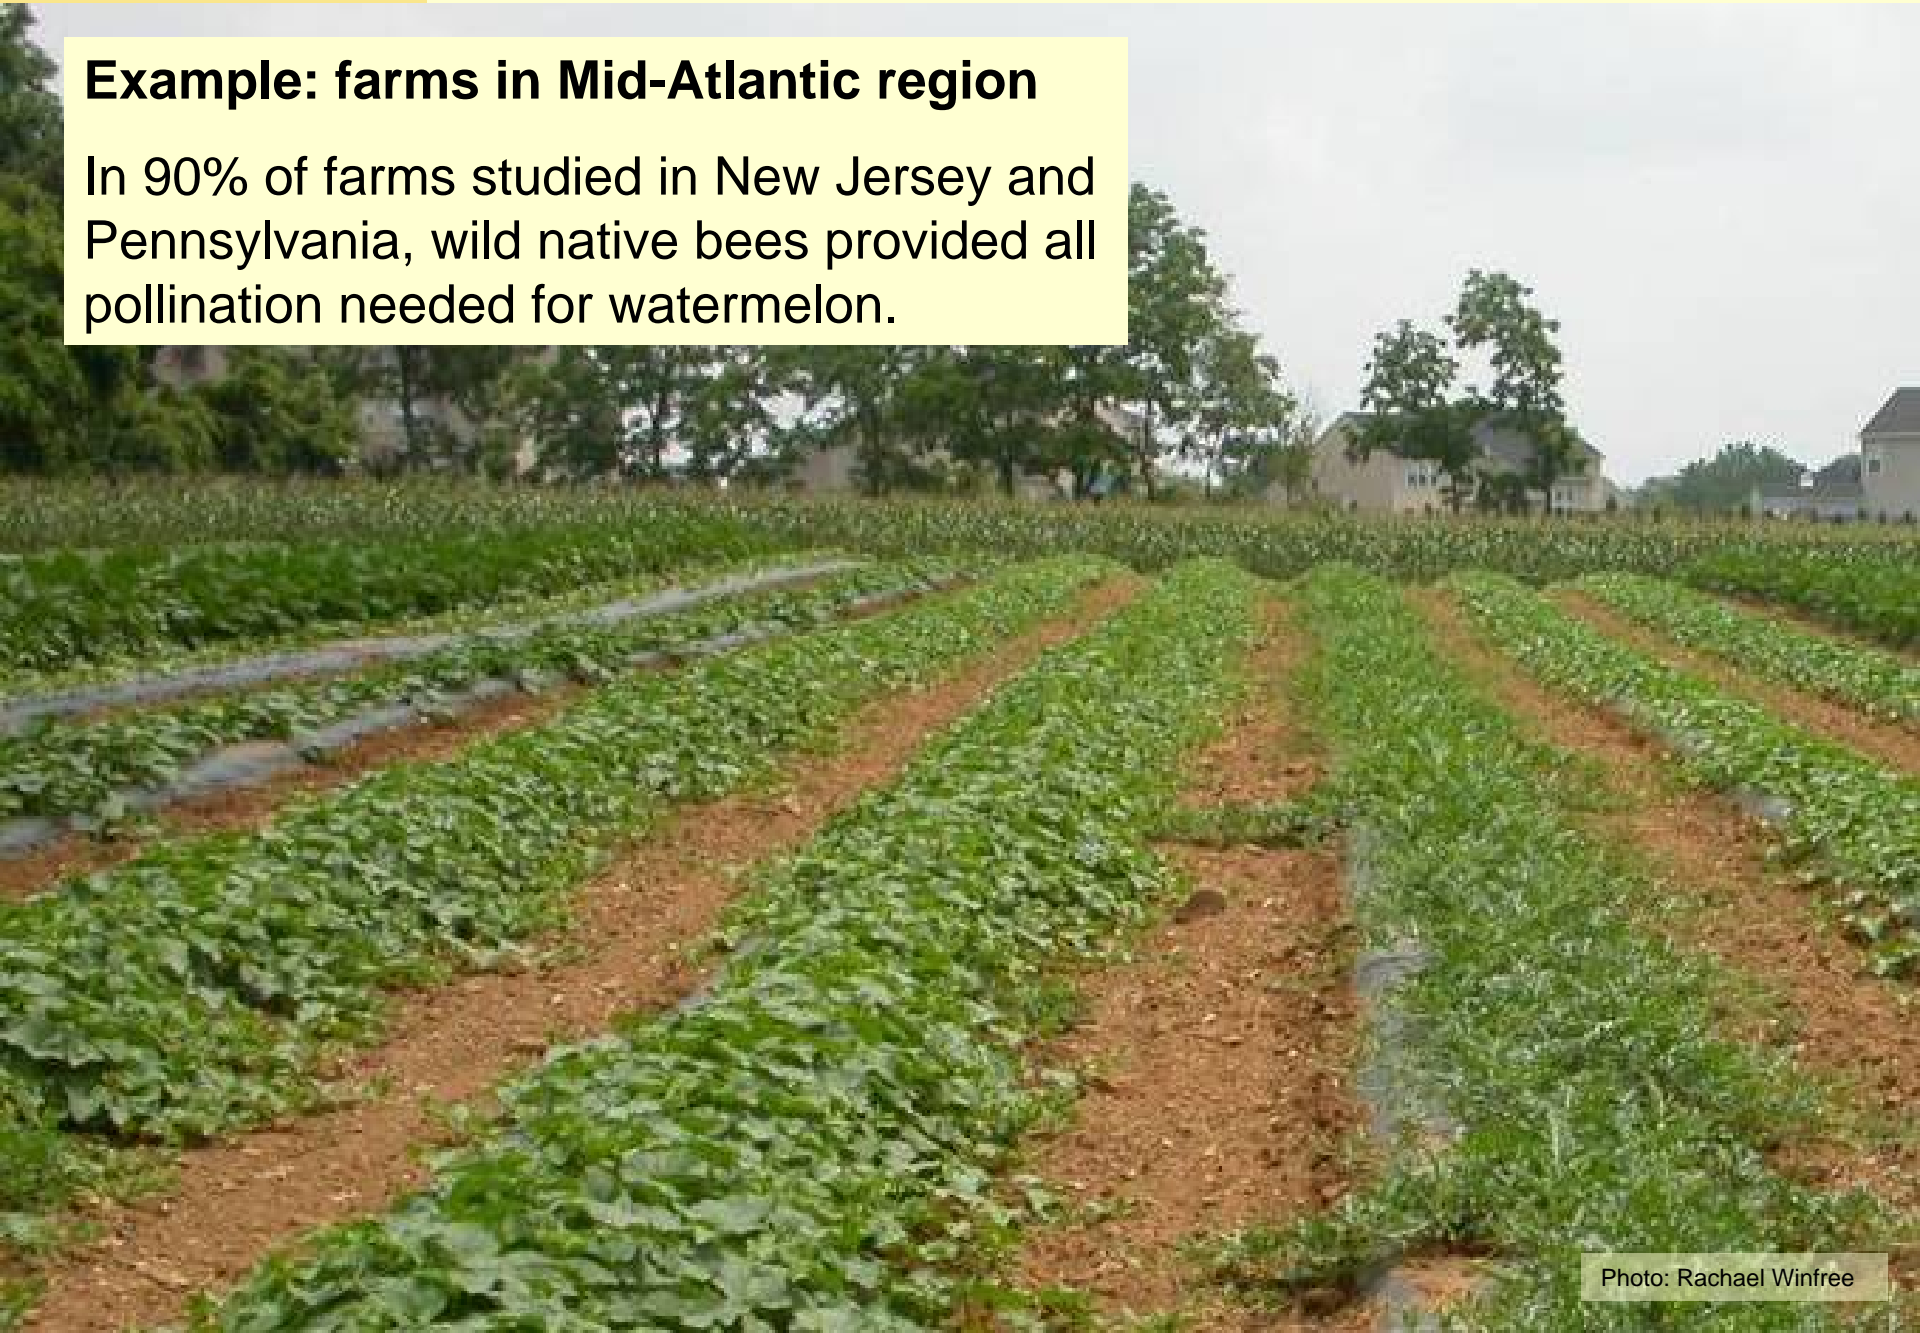 Example: farms in Mid-Atlantic region
In 90% of farms studied in New Jersey and
Pennsylvania, wild native bees provided all
pollination needed for watermelon.
Photo: Rachael Winfree